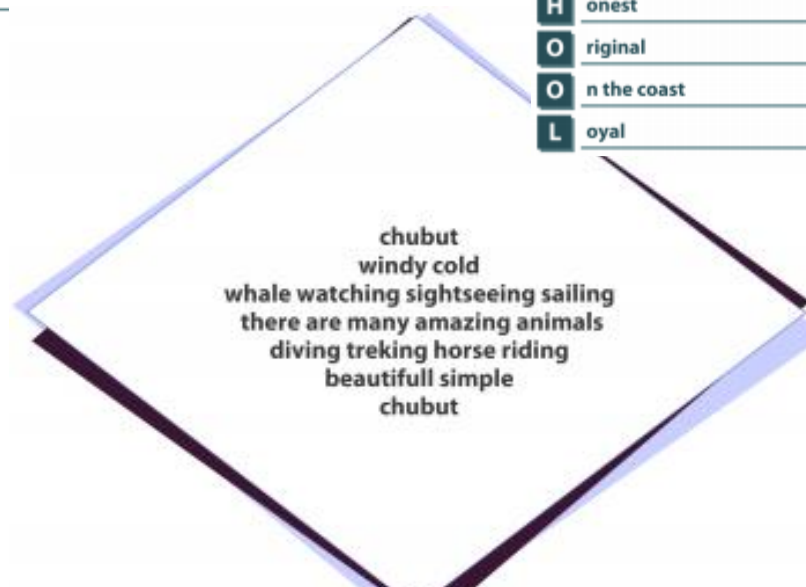 H onest
O riginal
O n the coast
L oyal
chubut
windy cold
whale watching sightseeing sailing
there are many amazing animals
diving treking horse riding
beautifull simple
chubut